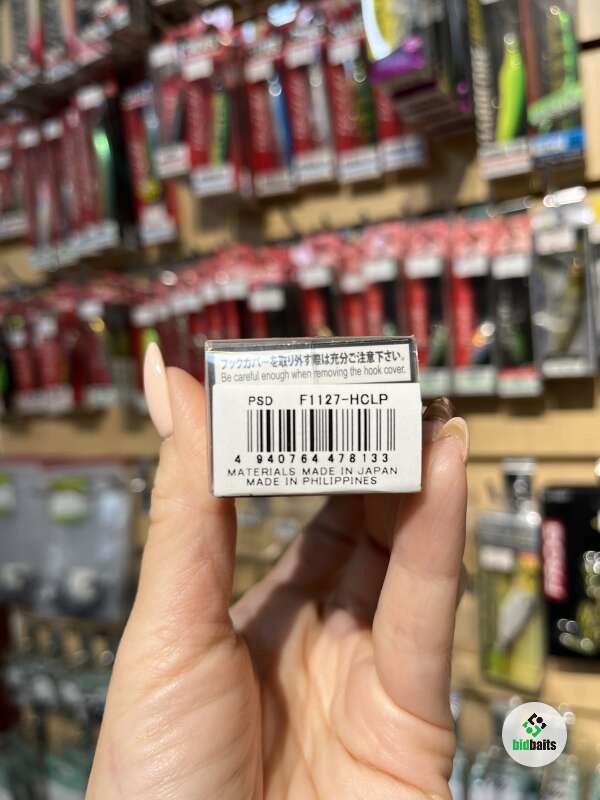 フックカバーを取り外す際は充分ご注意下さい。
Be careful enough when removing the hook cover.
PSD F1127-HCLP
4 940764 478133
MATERIALS MADE IN JAPAN
MADE IN PHILIPPINES
bidbaits